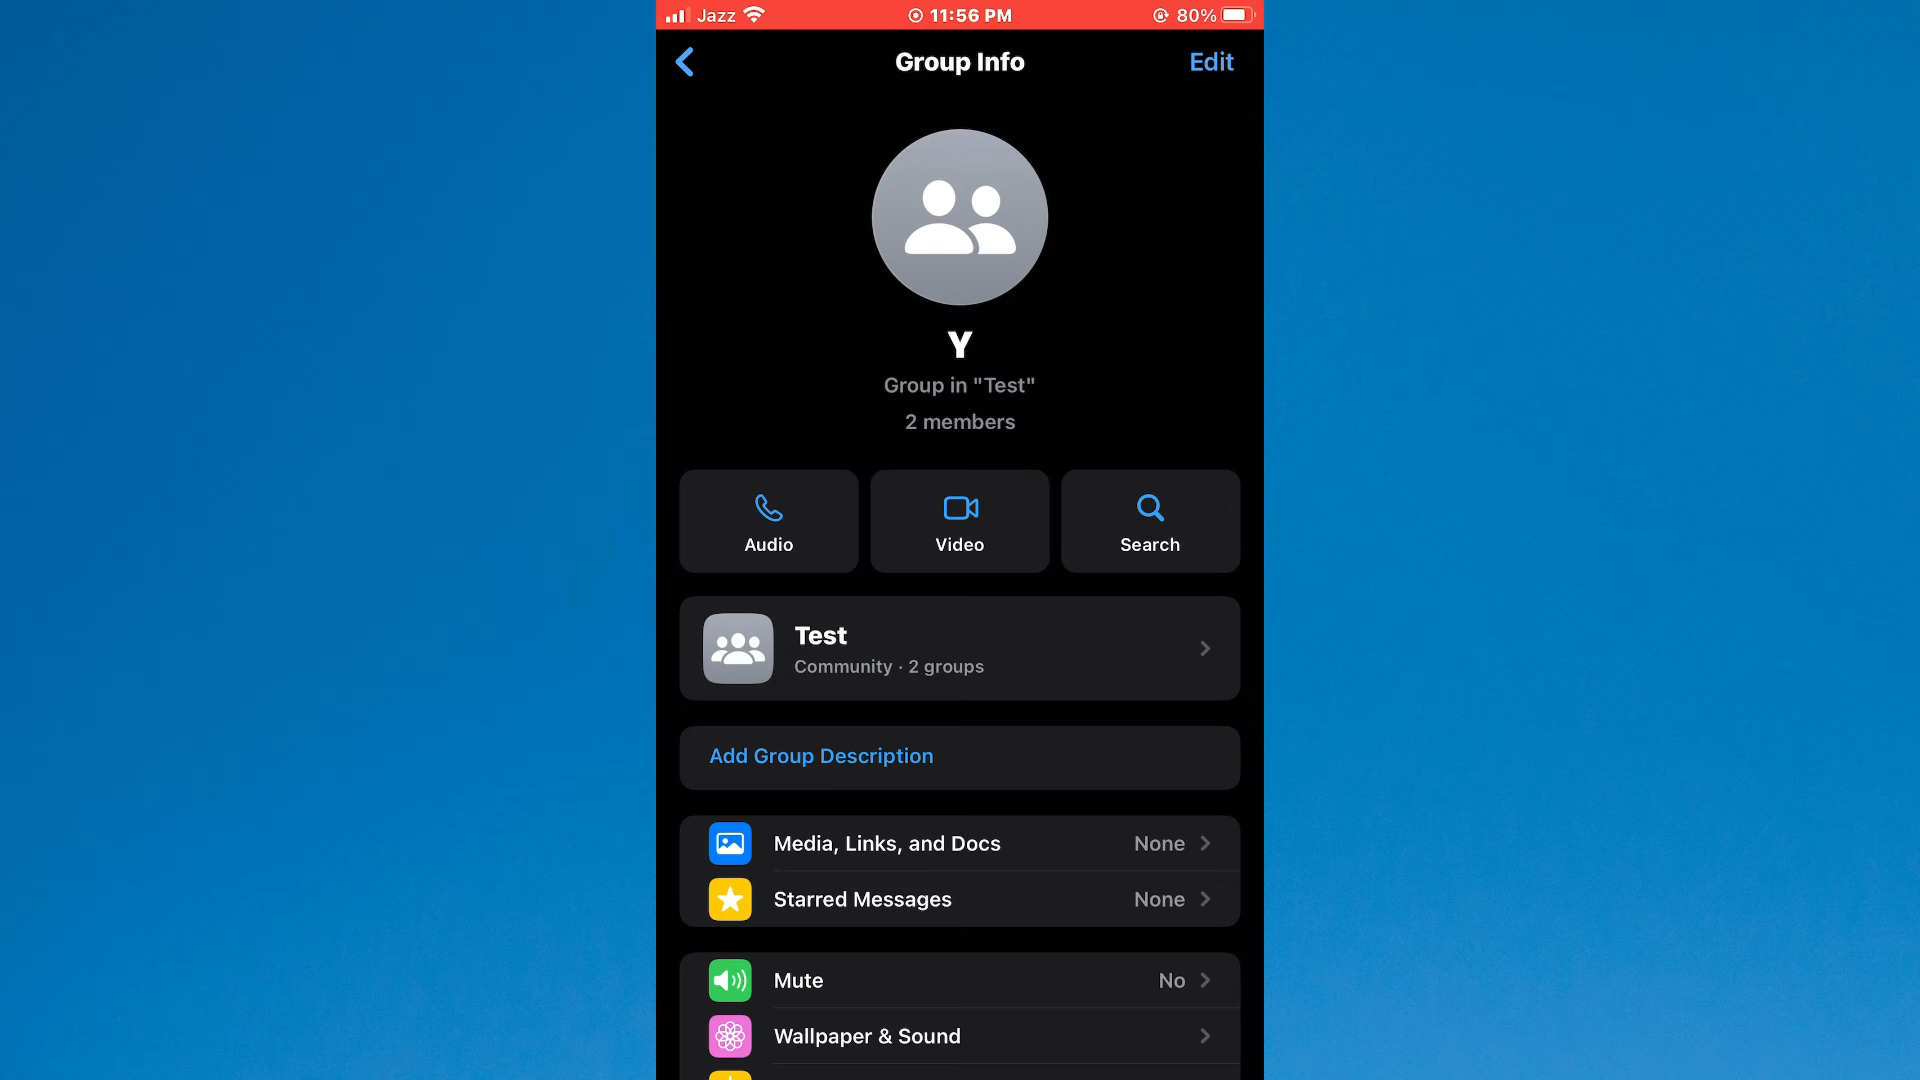 Jazz 11:56 PM 80%
Group Info Edit
Y
Group in "Test"
2 members
Audio Video Search
Test
Community · 2 groups
Add Group Description
Media, Links, and Docs None
Starred Messages None
Mute No
Wallpaper & Sound